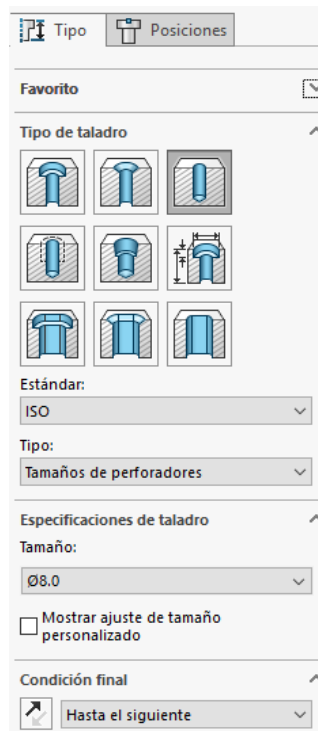 Tipo
Posiciones
Favorito
Tipo de taladro
Estándar:
ISO
Tipo:
Tamaños de perforadores
Especificaciones de taladro
Tamaño:
Ø8.0
Mostrar ajuste de tamaño
personalizado
Condición final
Hasta el siguiente